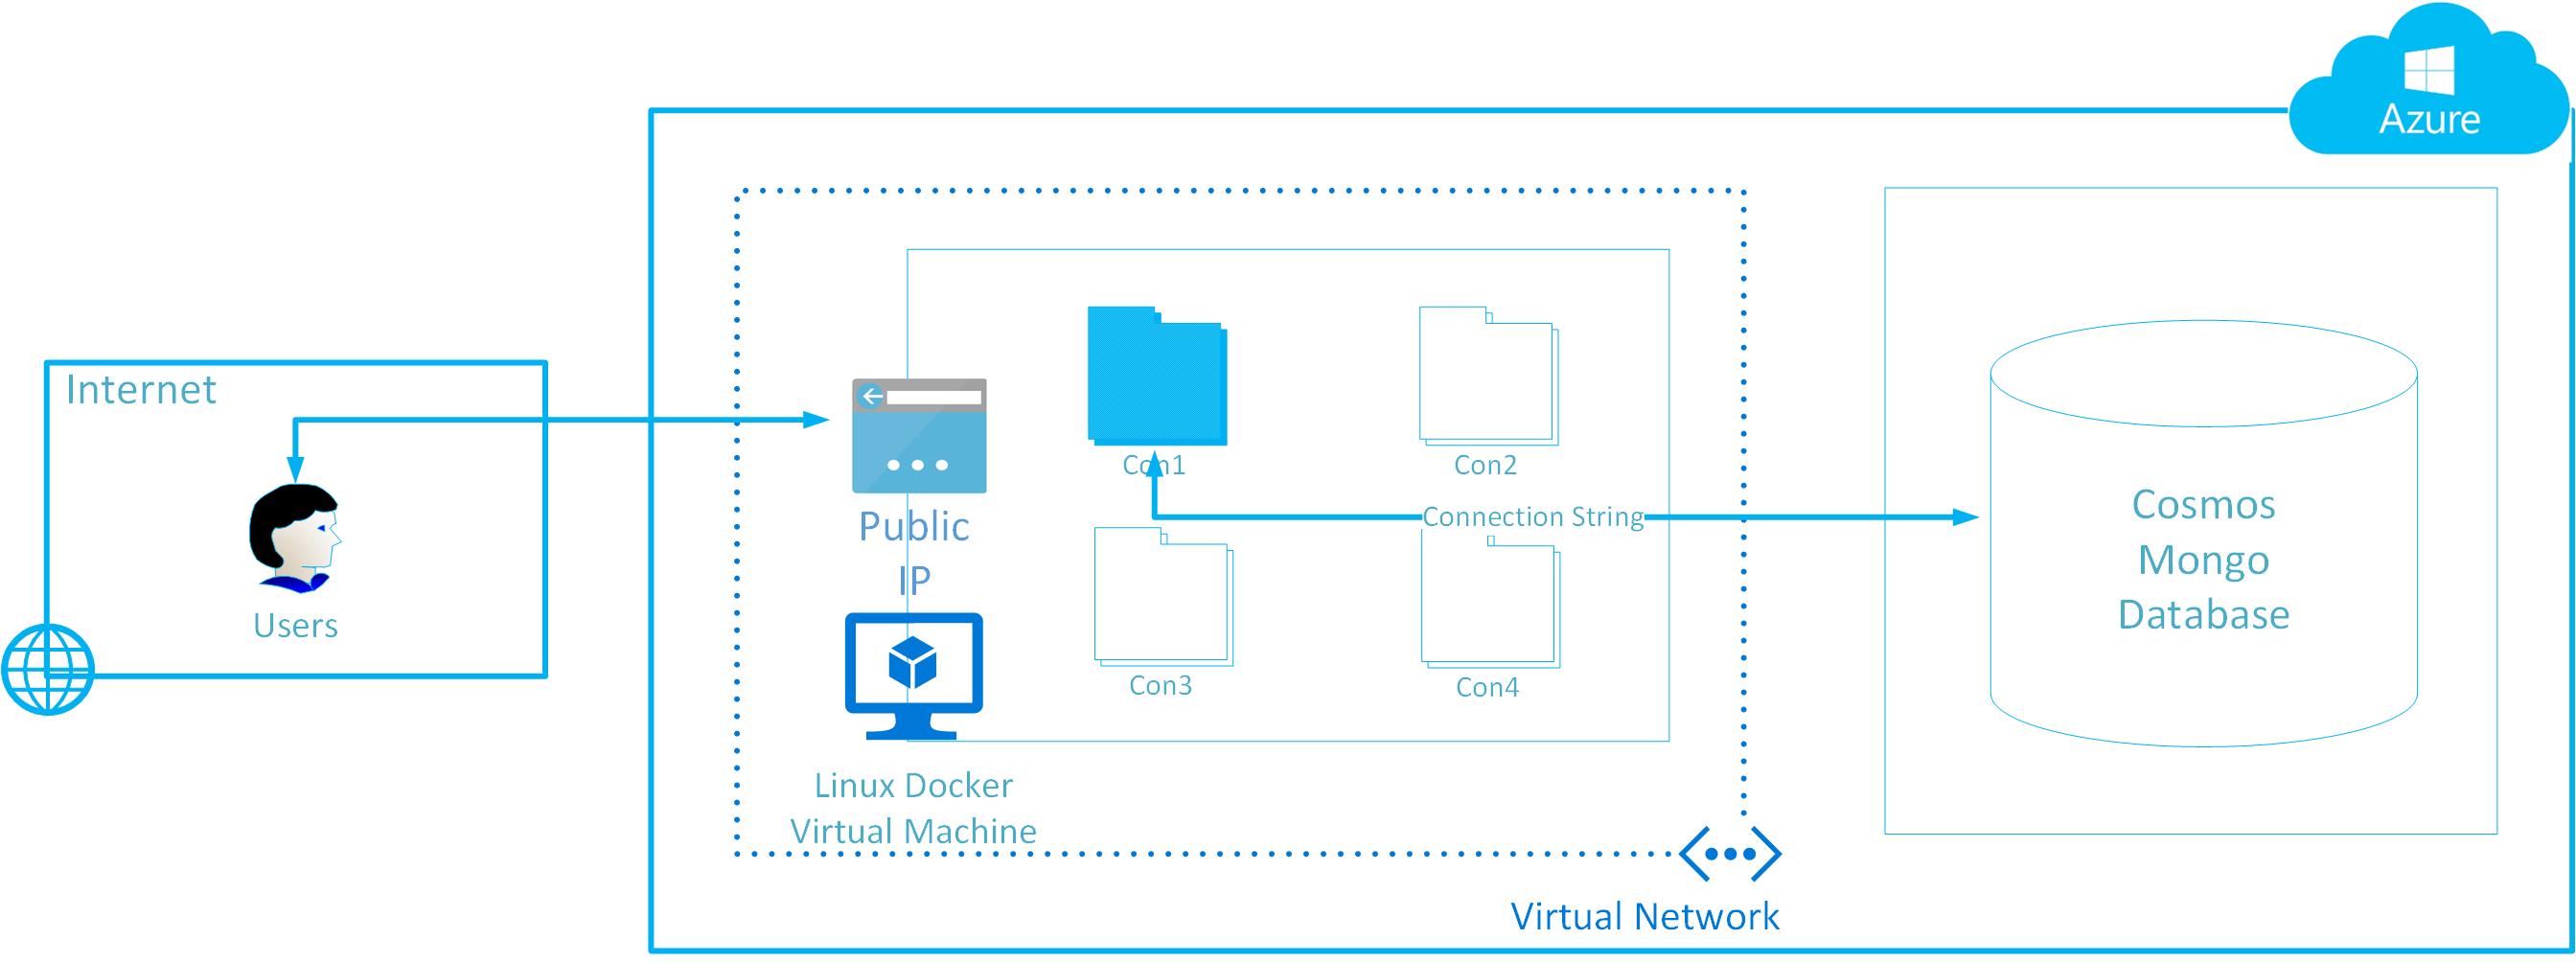 Azure
Internet
Users
Public
IP
Linux Docker
Virtual Machine
Con1
Con2
Connection String
Con3
Con4
Cosmos
Mongo
Database
Virtual Network